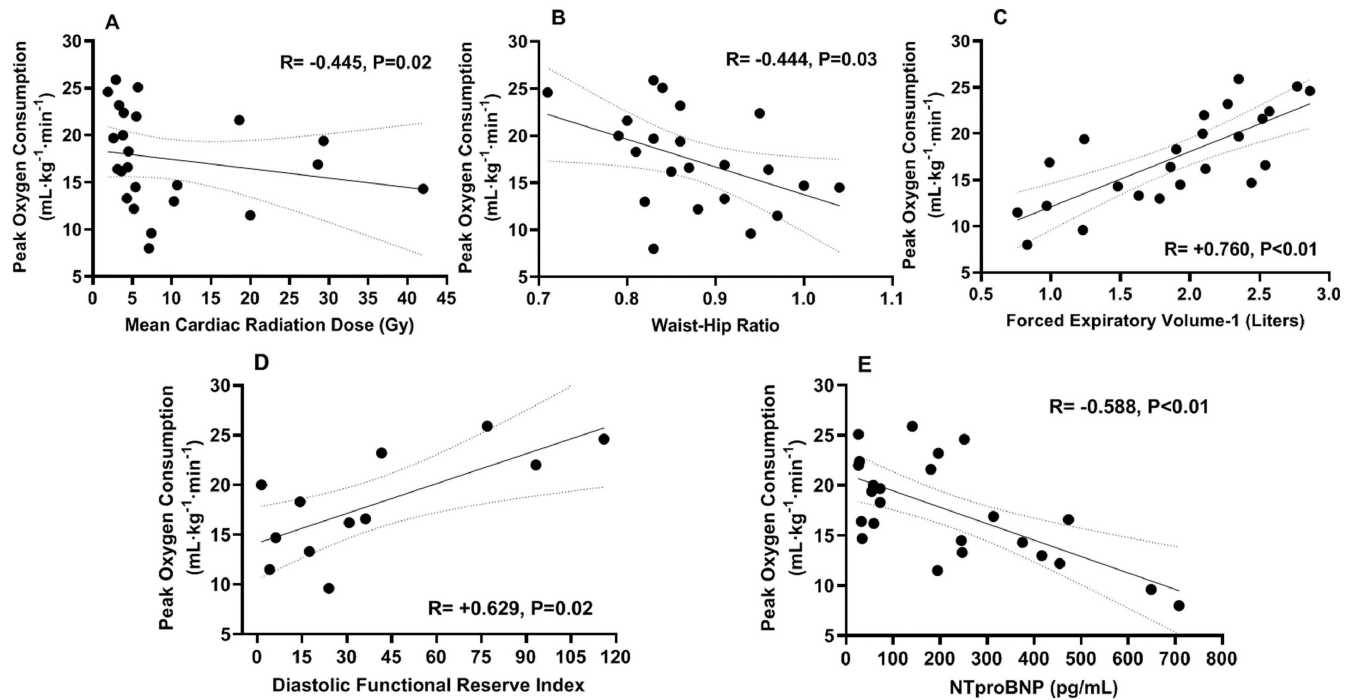 A
R= -0.445, P=0.02
Peak Oxygen Consumption
(mL·kg⁻¹·min⁻¹)
30
25
20
15
10
5
0 5 10 15 20 25 30 35 40 45
Mean Cardiac Radiation Dose (Gy)
B
R= -0.444, P=0.03
Peak Oxygen Consumption
(mL·kg⁻¹·min⁻¹)
30
25
20
15
10
5
0.7 0.8 0.9 1.0 1.1
Waist-Hip Ratio
C
R= +0.760, P<0.01
Peak Oxygen Consumption
(mL·kg⁻¹·min⁻¹)
30
25
20
15
10
5
0.5 1.0 1.5 2.0 2.5 3.0
Forced Expiratory Volume-1 (Liters)
D
R= +0.629, P=0.02
Peak Oxygen Consumption
(mL·kg⁻¹·min⁻¹)
30
25
20
15
10
5
0 15 30 45 60 75 90 105 120
Diastolic Functional Reserve Index
E
R= -0.588, P<0.01
Peak Oxygen Consumption
(mL·kg⁻¹·min⁻¹)
30
25
20
15
10
5
0 100 200 300 400 500 600 700 800
NTproBNP (pg/mL)